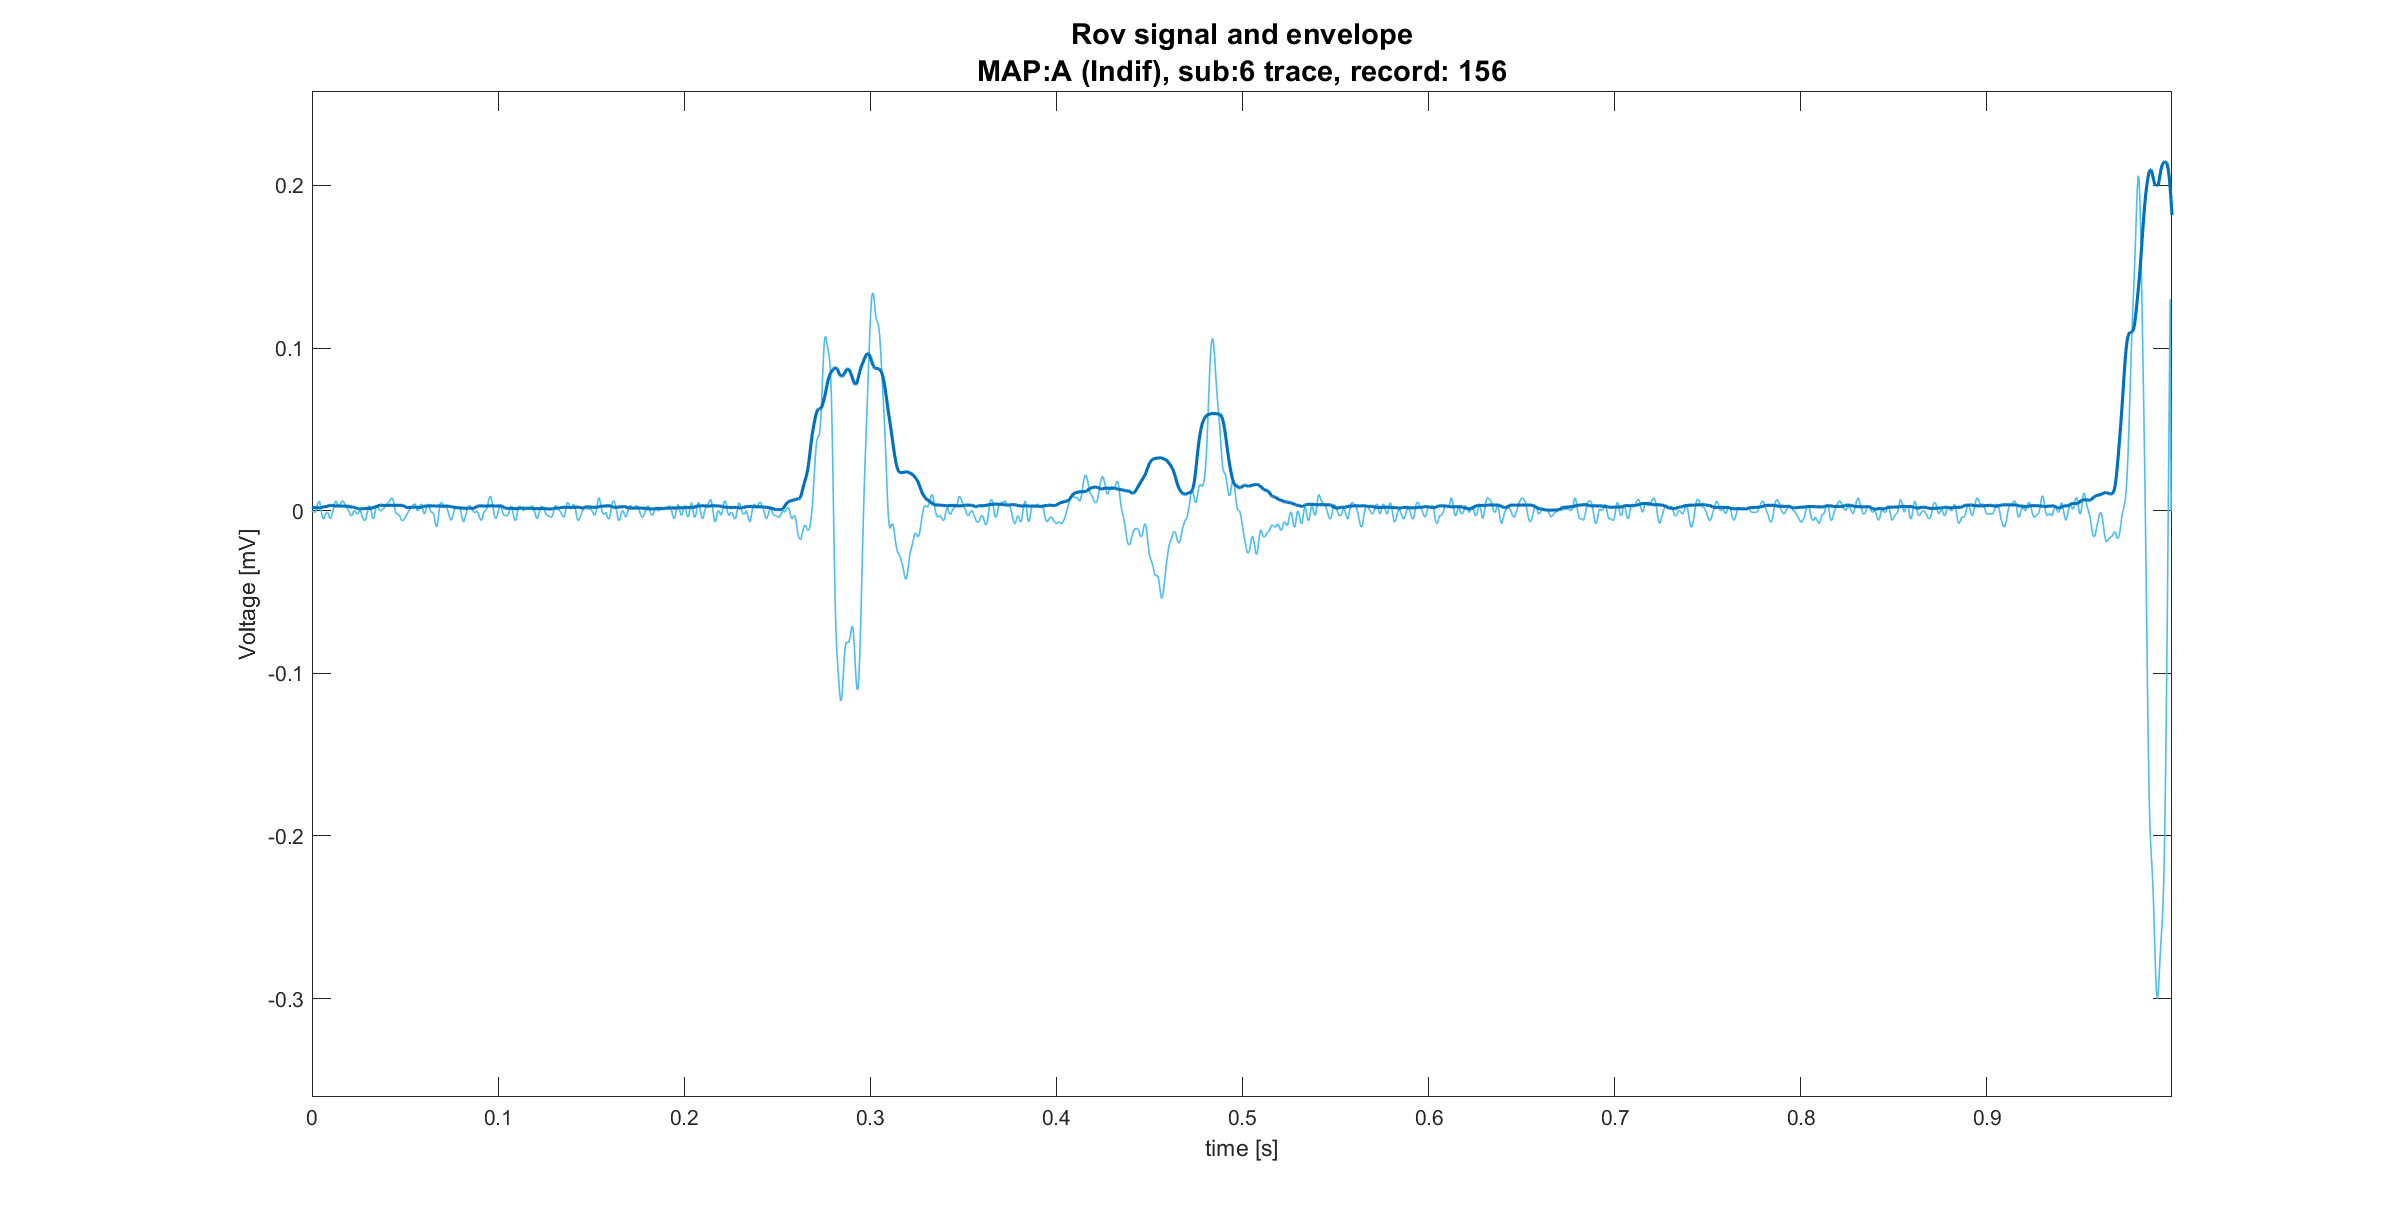 Rov signal and envelope
MAP:A (Indif), sub:6 trace, record: 156
0.2
0.1
0
-0.1
-0.2
-0.3
Voltage [mV]
0 0.1 0.2 0.3 0.4 0.5 0.6 0.7 0.8 0.9
time [s]